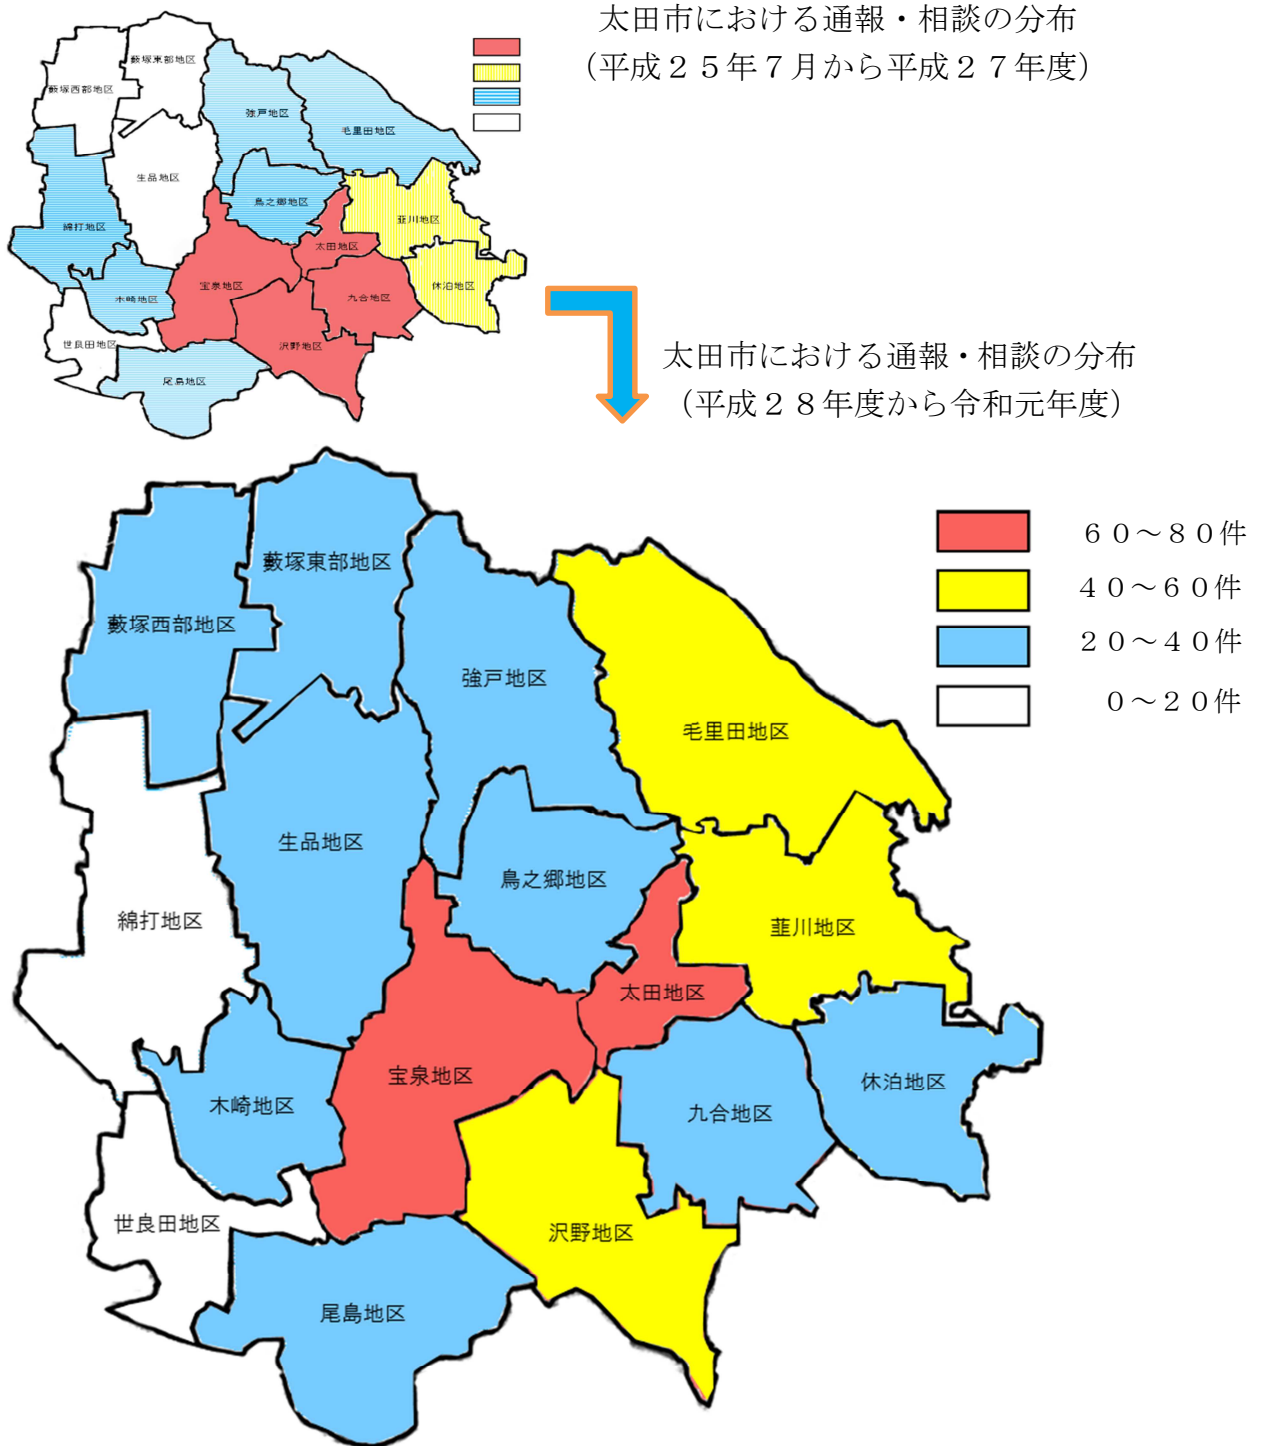 太田市における通報・相談の分布
（平成２５年７月から平成２７年度）
藪塚東部地区
藪塚西部地区
強戸地区
毛里田地区
生品地区
鳥之郷地区
韮川地区
綿打地区
太田地区
宝泉地区
休泊地区
木崎地区
九合地区
世良田地区
沢野地区
尾島地区
太田市における通報・相談の分布
（平成２８年度から令和元年度）
６０～８０件
４０～６０件
２０～４０件
０～２０件
藪塚東部地区
藪塚西部地区
強戸地区
毛里田地区
生品地区
鳥之郷地区
綿打地区
韮川地区
太田地区
宝泉地区
休泊地区
木崎地区
九合地区
世良田地区
沢野地区
尾島地区